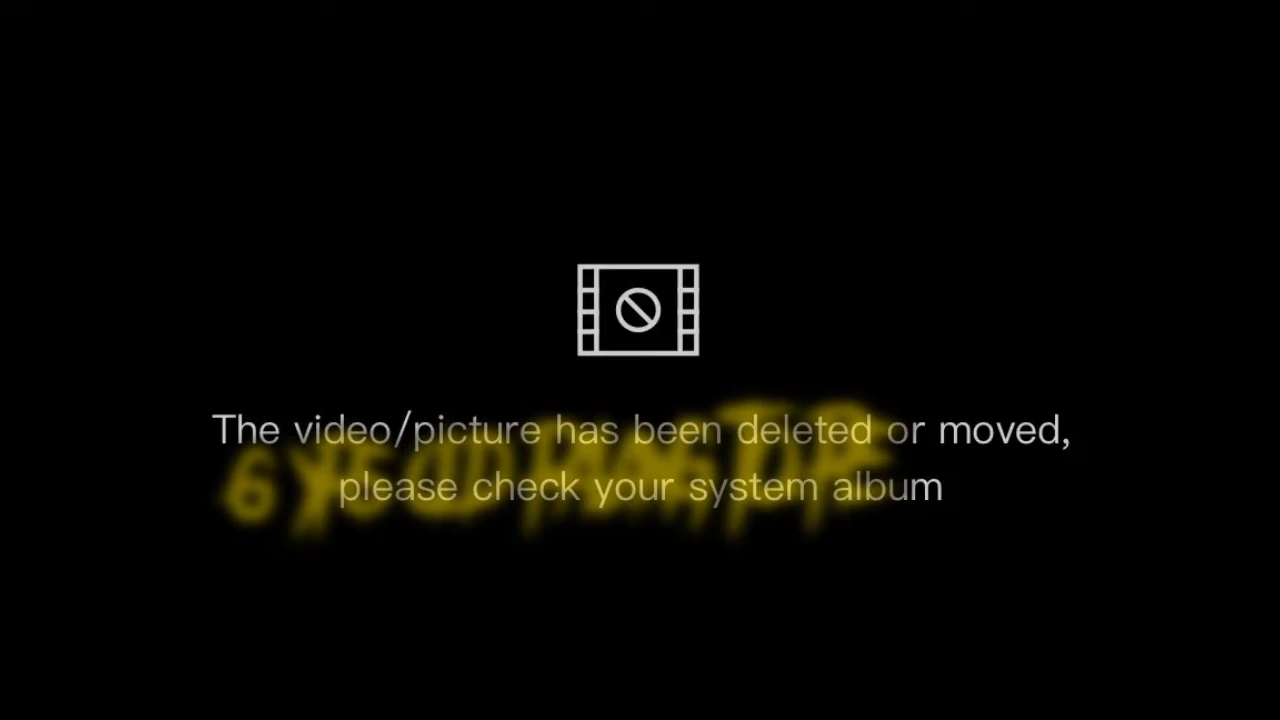 The video/picture has been deleted or moved,
please check your system album